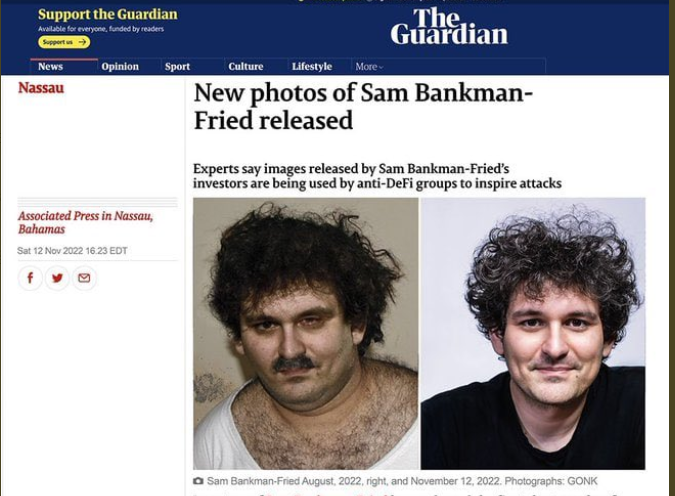 Support the Guardian
Available for everyone, funded by readers
Support us →
The
Guardian
News Opinion Sport Culture Lifestyle More
Nassau
New photos of Sam Bankman-
Fried released
Experts say images released by Sam Bankman-Fried's
investors are being used by anti-DeFi groups to inspire attacks
Associated Press in Nassau,
Bahamas
Sat 12 Nov 2022 16.23 EDT
Sam Bankman-Fried August, 2022, right, and November 12, 2022. Photographs: GONK